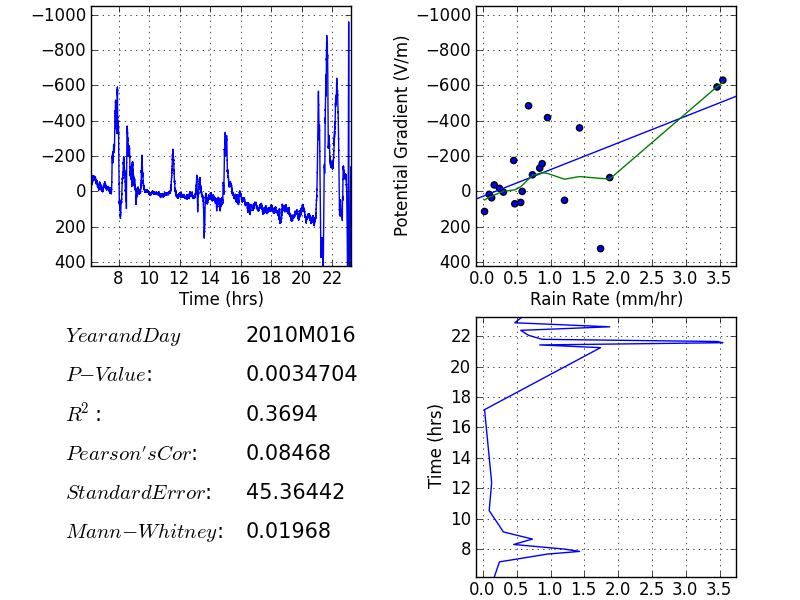 −1000
−800
−600
−400
−200
0
200
400
8 10 12 14 16 18 20 22
Time (hrs)
Potential Gradient (V/m)
−1000
−800
−600
−400
−200
0
200
400
0.0 0.5 1.0 1.5 2.0 2.5 3.0 3.5
Rain Rate (mm/hr)
YearandDay 2010M016
P−Value: 0.0034704
R²: 0.3694
Pearson'sCor: 0.08468
StandardError: 45.36442
Mann−Whitney: 0.01968
Time (hrs)
22
20
18
16
14
12
10
8
0.0 0.5 1.0 1.5 2.0 2.5 3.0 3.5